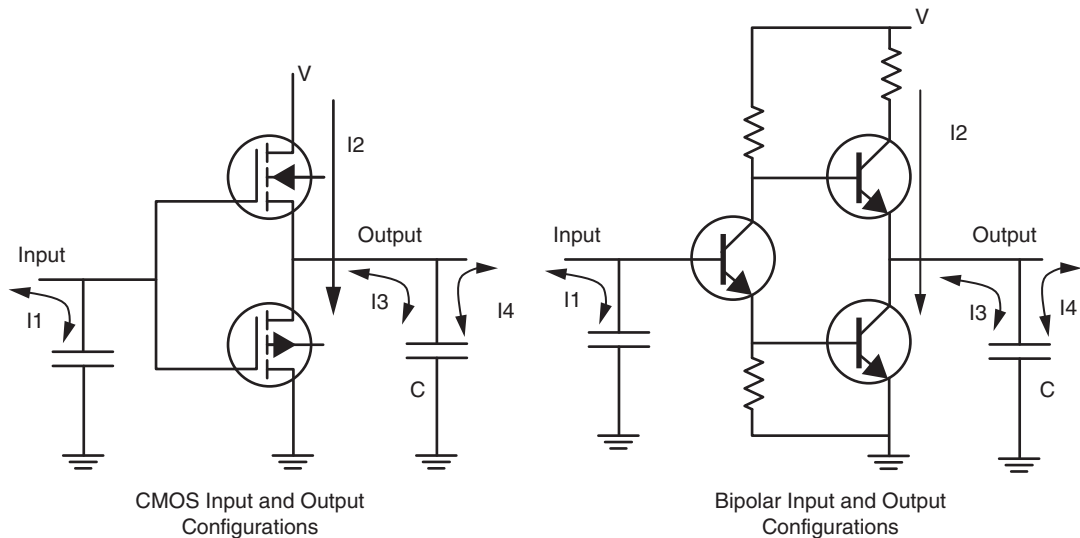 V
I2
Input
Output
I1
I3
I4
C
CMOS Input and Output
Configurations
V
I2
Input
Output
I1
I3
I4
C
Bipolar Input and Output
Configurations